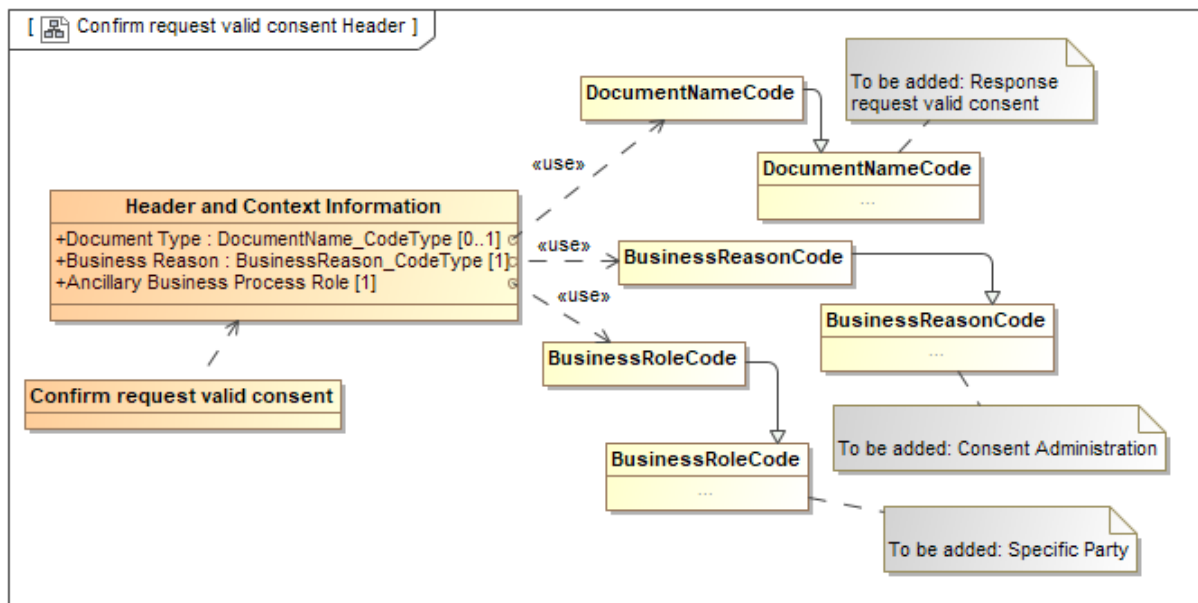 [ Confirm request valid consent Header ]
DocumentNameCode
To be added: Response
request valid consent
«use»
DocumentNameCode
...
Header and Context Information
+Document Type : DocumentName_CodeType [0..1]
+Business Reason : BusinessReason_CodeType [1]
+Ancillary Business Process Role [1]
«use»
BusinessReasonCode
«use»
BusinessReasonCode
...
BusinessRoleCode
Confirm request valid consent
To be added: Consent Administration
BusinessRoleCode
...
To be added: Specific Party